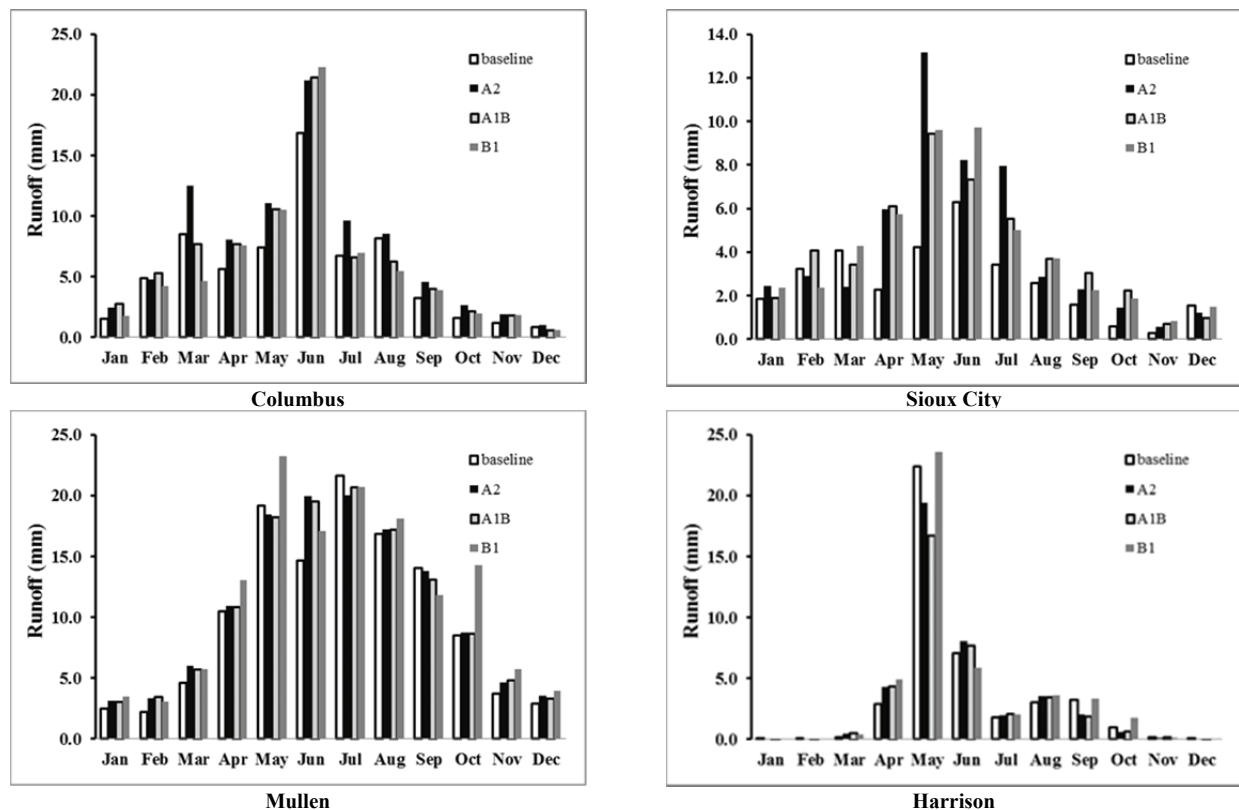 25.0
20.0
15.0
10.0
5.0
0.0
Runoff (mm)
baseline
A2
A1B
B1
Jan Feb Mar Apr May Jun Jul Aug Sep Oct Nov Dec
Columbus
14.0
12.0
10.0
8.0
6.0
4.0
2.0
0.0
Runoff (mm)
baseline
A2
A1B
B1
Jan Feb Mar Apr May Jun Jul Aug Sep Oct Nov Dec
Sioux City
25.0
20.0
15.0
10.0
5.0
0.0
Runoff (mm)
baseline
A2
A1B
B1
Jan Feb Mar Apr May Jun Jul Aug Sep Oct Nov Dec
Mullen
25.0
20.0
15.0
10.0
5.0
0.0
Runoff (mm)
baseline
A2
A1B
B1
Jan Feb Mar Apr May Jun Jul Aug Sep Oct Nov Dec
Harrison